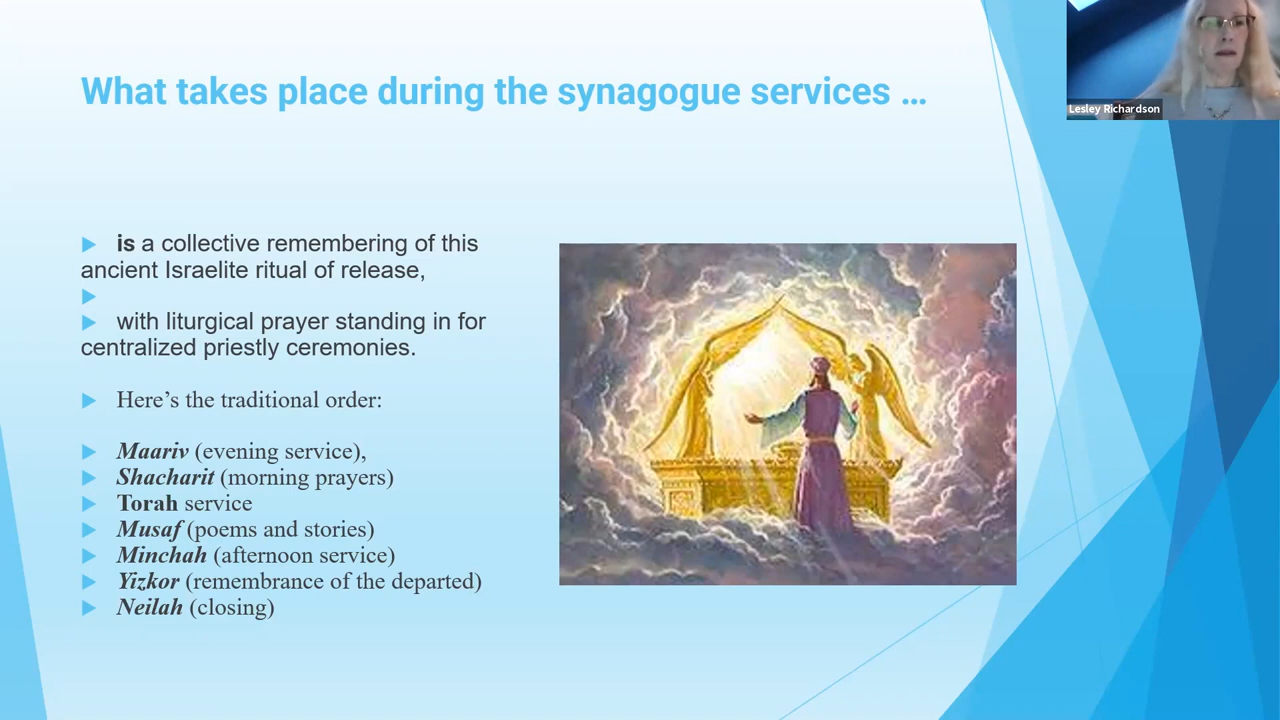 What takes place during the synagogue services ...
Lesley Richardson
is a collective remembering of this
ancient Israelite ritual of release,
with liturgical prayer standing in for
centralized priestly ceremonies.
Here’s the traditional order:
Maariv (evening service),
Shacharit (morning prayers)
Torah service
Musaf (poems and stories)
Minchah (afternoon service)
Yizkor (remembrance of the departed)
Neilah (closing)